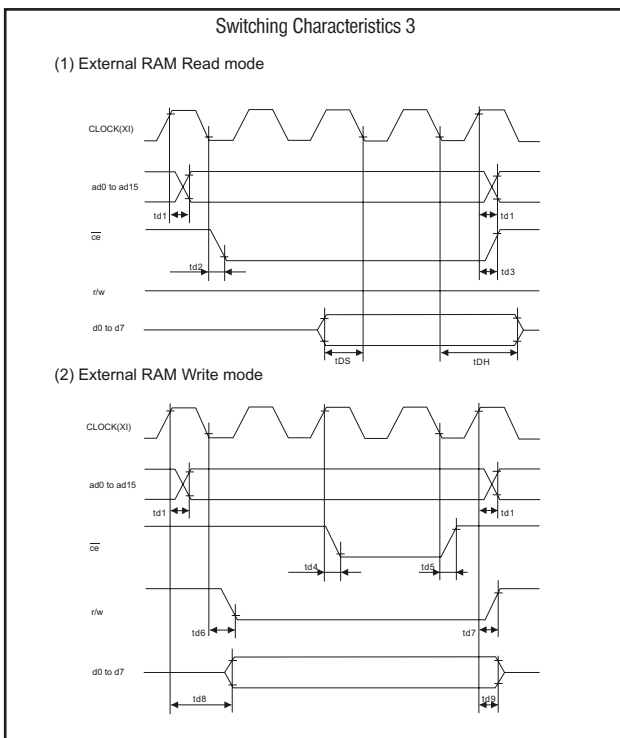 Switching Characteristics 3
(1) External RAM Read mode
CLOCK(XI)
ad0 to ad15
td1
td1
ce
td2
td3
r/w
d0 to d7
tDS
tDH
(2) External RAM Write mode
CLOCK(XI)
ad0 to ad15
td1
td1
ce
td4
td5
r/w
td6
td7
d0 to d7
td8
td9